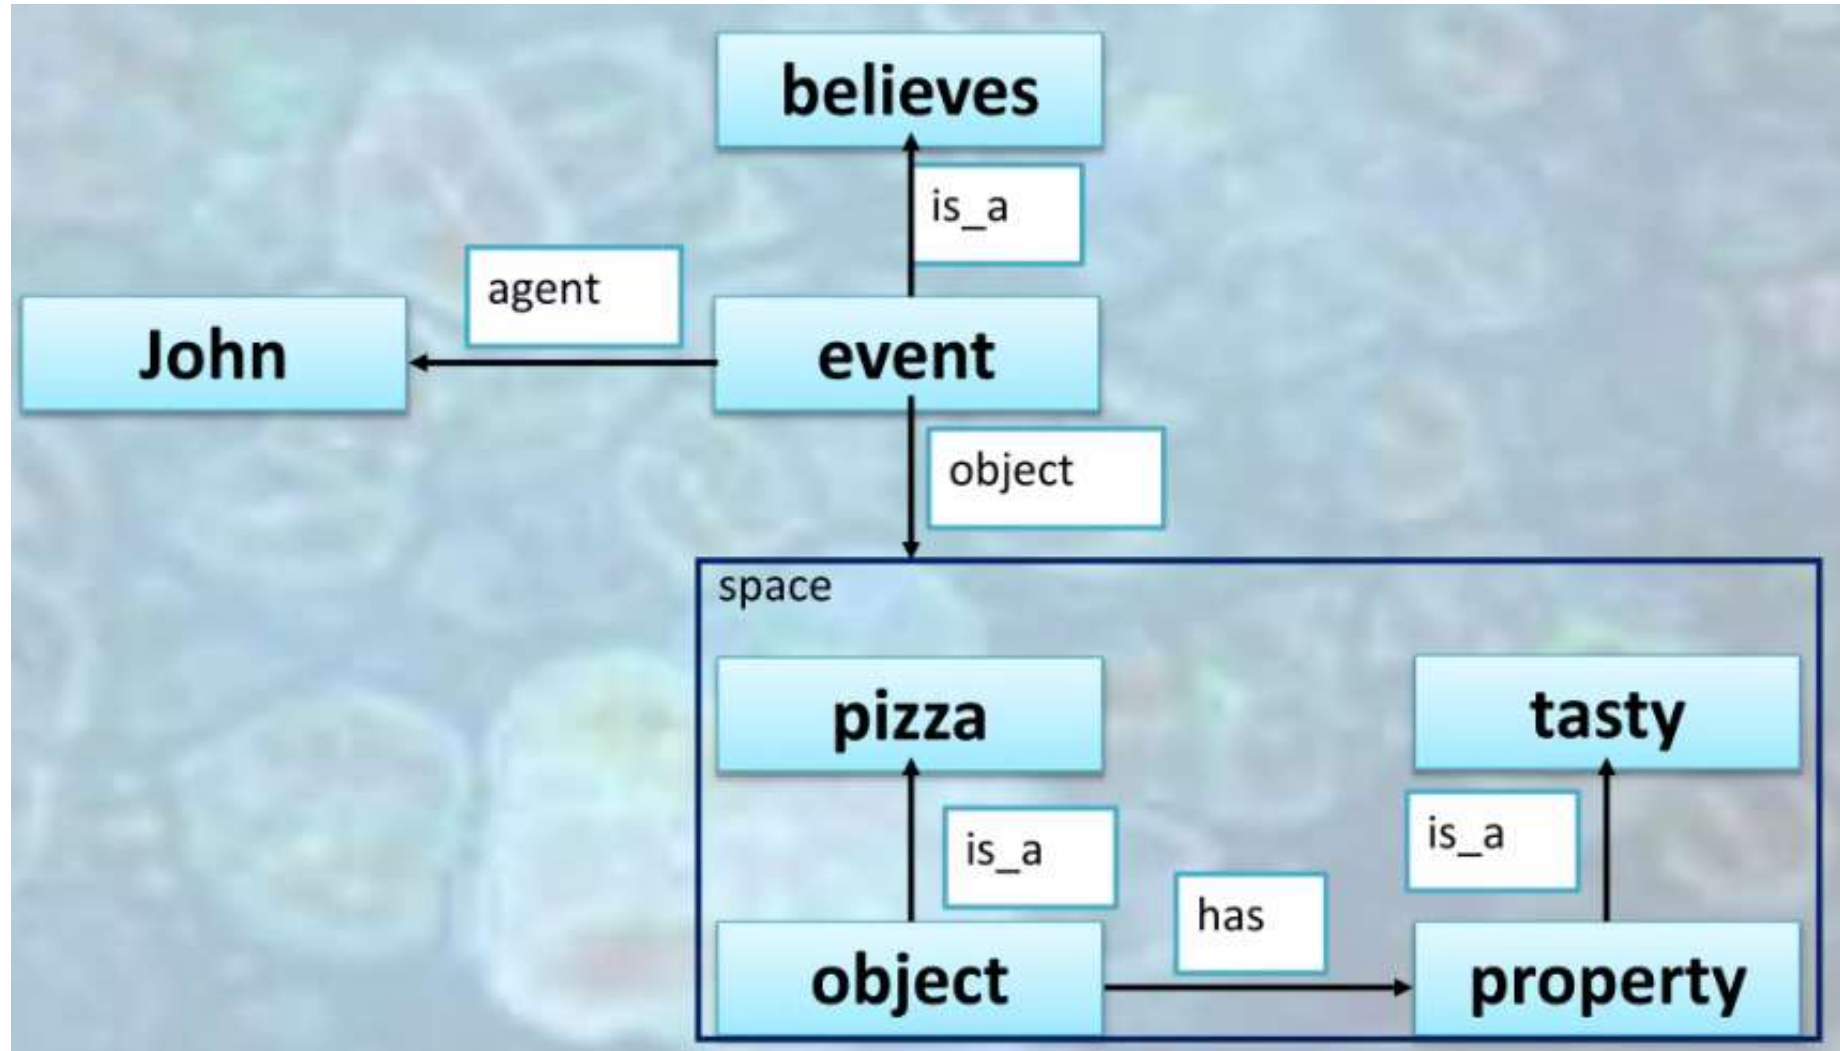 believes
is_a
agent
John
event
object
space
pizza
tasty
is_a
is_a
has
object
property